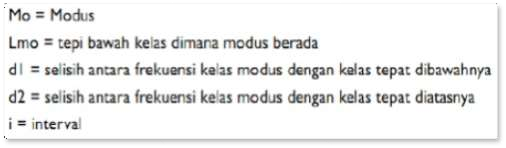 Mo = Modus
Lmo = tepi bawah kelas dimana modus berada
d1 = selisih antara frekuensi kelas modus dengan kelas tepat dibawahnya
d2 = selisih antara frekuensi kelas modus dengan kelas tepat diatasnya
i = interval